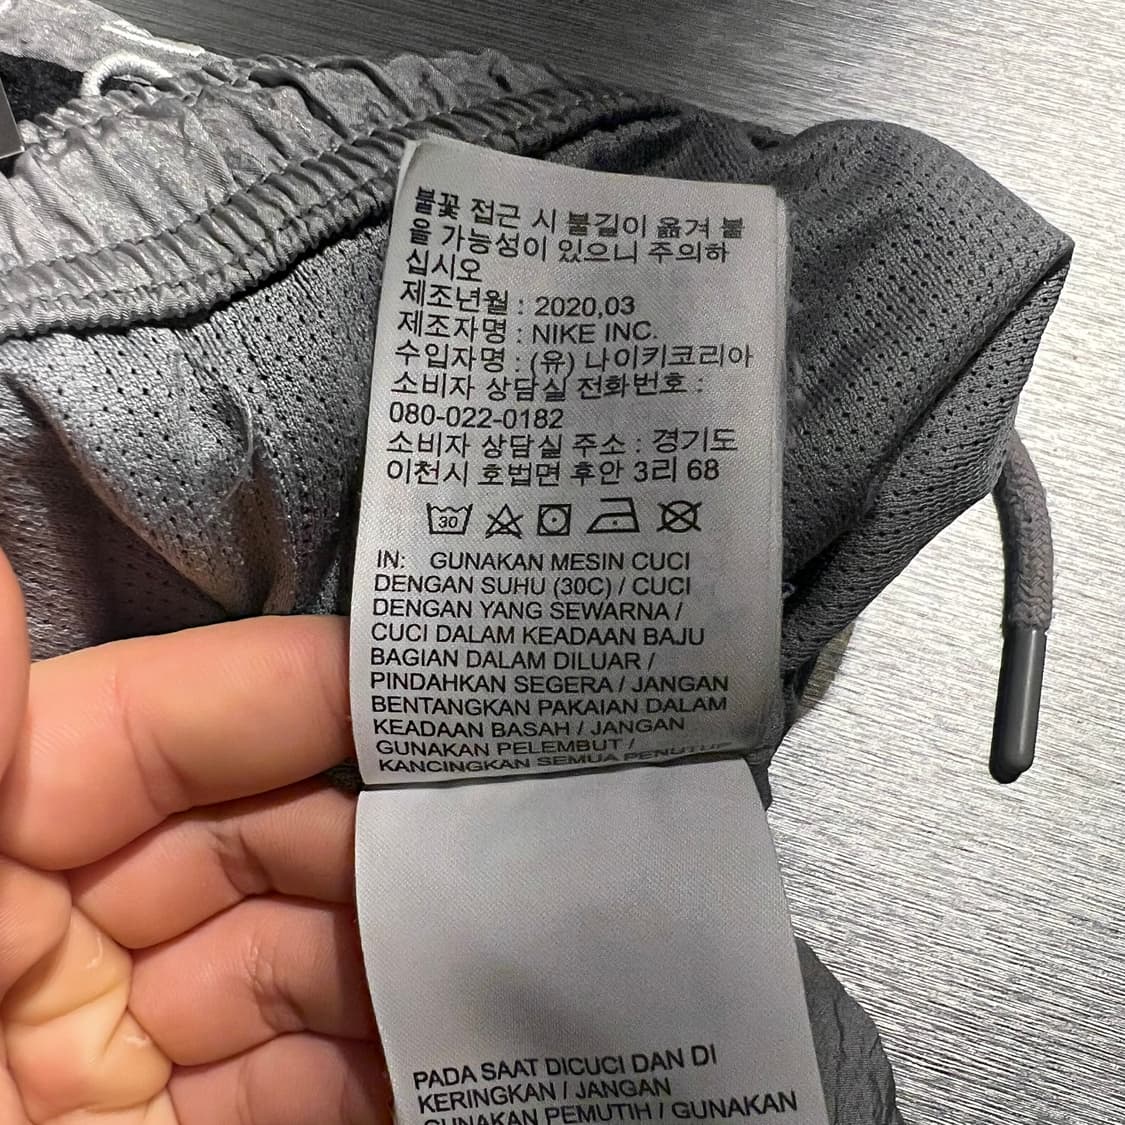 불꽃 접근 시 불길이 옮겨 붙
을 가능성이 있으니 주의하
십시오
제조년월 : 2020,03
제조자명 : NIKE INC.
수입자명 : (유) 나이키코리아
소비자 상담실 전화번호 :
080-022-0182
소비자 상담실 주소 : 경기도
이천시 호법면 후안 3리 68
30
IN: GUNAKAN MESIN CUCI
DENGAN SUHU (30C) / CUCI
DENGAN YANG SEWARNA /
CUCI DALAM KEADAAN BAJU
BAGIAN DALAM DILUAR /
PINDAHKAN SEGERA / JANGAN
BENTANGKAN PAKAIAN DALAM
KEADAAN BASAH / JANGAN
GUNAKAN PELEMBUT /
KANCINGKAN SEMUA PENUTUP
PADA SAAT DICUCI DAN DI
KERINGKAN / JANGAN
GUNAKAN PEMUTIH / GUNAKAN